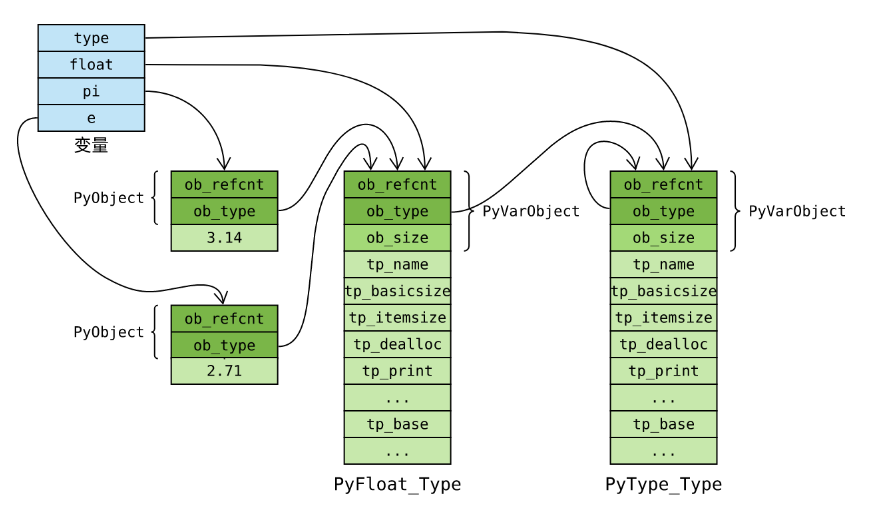 type
float
pi
e
变量
PyObject
ob_refcnt
ob_type
3.14
PyObject
ob_refcnt
ob_type
2.71
ob_refcnt
ob_type
ob_size
tp_name
tp_basicsize
tp_itemsize
tp_dealloc
tp_print
...
tp_base
...
PyVarObject
PyFloat_Type
ob_refcnt
ob_type
ob_size
tp_name
tp_basicsize
tp_itemsize
tp_dealloc
tp_print
...
tp_base
...
PyVarObject
PyType_Type